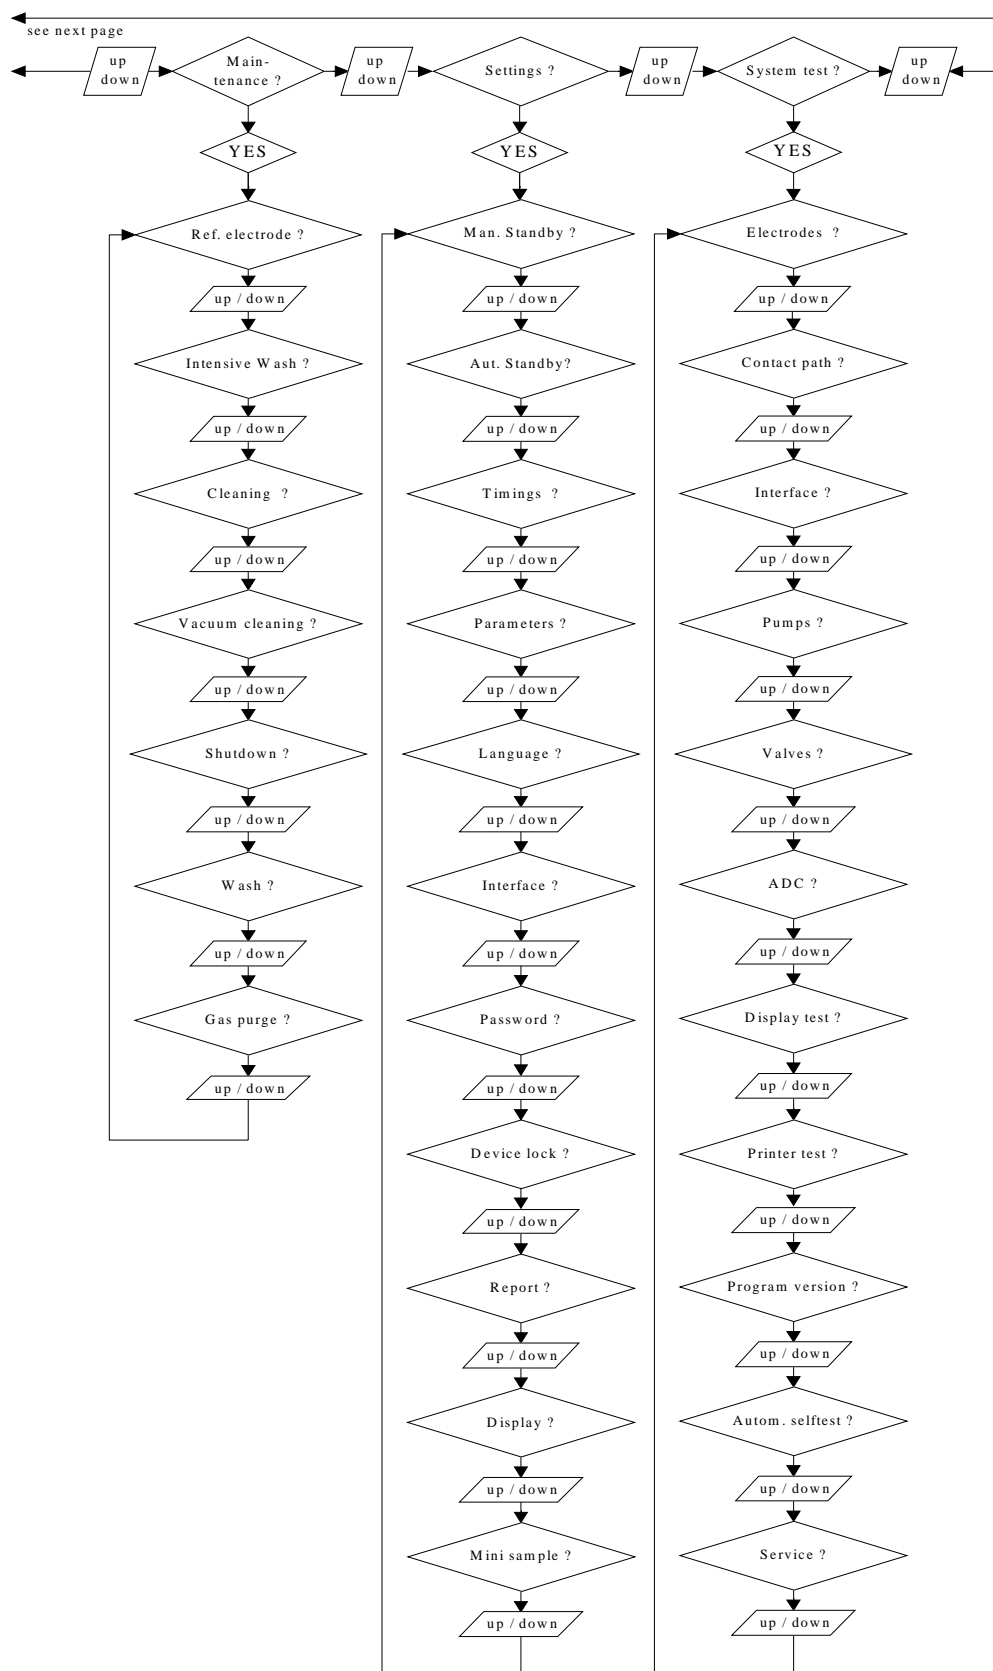 see next page
up
down
Main-
tenance ?
up
down
Settings ?
up
down
System test ?
up
down
YES
YES
YES
Ref. electrode ?
up / down
Intensive Wash ?
up / down
Cleaning ?
up / down
Vacuum cleaning ?
up / down
Shutdown ?
up / down
Wash ?
up / down
Gas purge ?
up / down
Man. Standby ?
up / down
Aut. Standby?
up / down
Timings ?
up / down
Parameters ?
up / down
Language ?
up / down
Interface ?
up / down
Password ?
up / down
Device lock ?
up / down
Report ?
up / down
Display ?
up / down
Mini sample ?
up / down
Electrodes ?
up / down
Contact path ?
up / down
Interface ?
up / down
Pumps ?
up / down
Valves ?
up / down
ADC ?
up / down
Display test ?
up / down
Printer test ?
up / down
Program version ?
up / down
Autom. selftest ?
up / down
Service ?
up / down